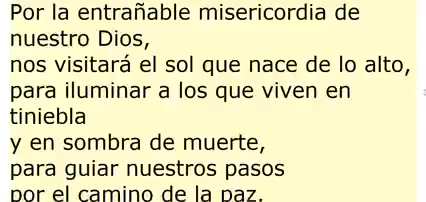 Por la entrañable misericordia de
nuestro Dios,
nos visitará el sol que nace de lo alto,
para iluminar a los que viven en
tiniebla
y en sombra de muerte,
para guiar nuestros pasos
por el camino de la paz.